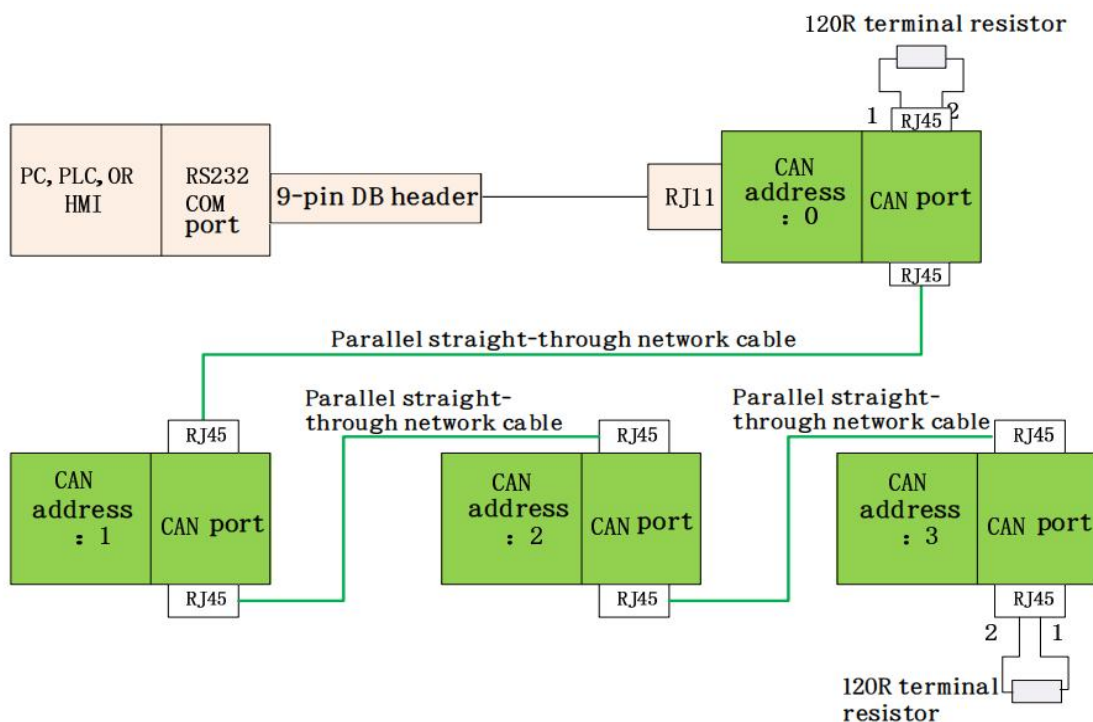 120R terminal resistor
1
2
RJ45
PC, PLC, OR
HMI
RS232
COM
port
9-pin DB header
RJ11
CAN
address
: 0
CAN port
RJ45
Parallel straight-through network cable
Parallel straight-
through network cable
Parallel straight-
through network cable
RJ45
RJ45
RJ45
CAN
address
: 1
CAN port
CAN
address
: 2
CAN port
CAN
address
: 3
CAN port
RJ45
RJ45
RJ45
2
1
120R terminal
resistor